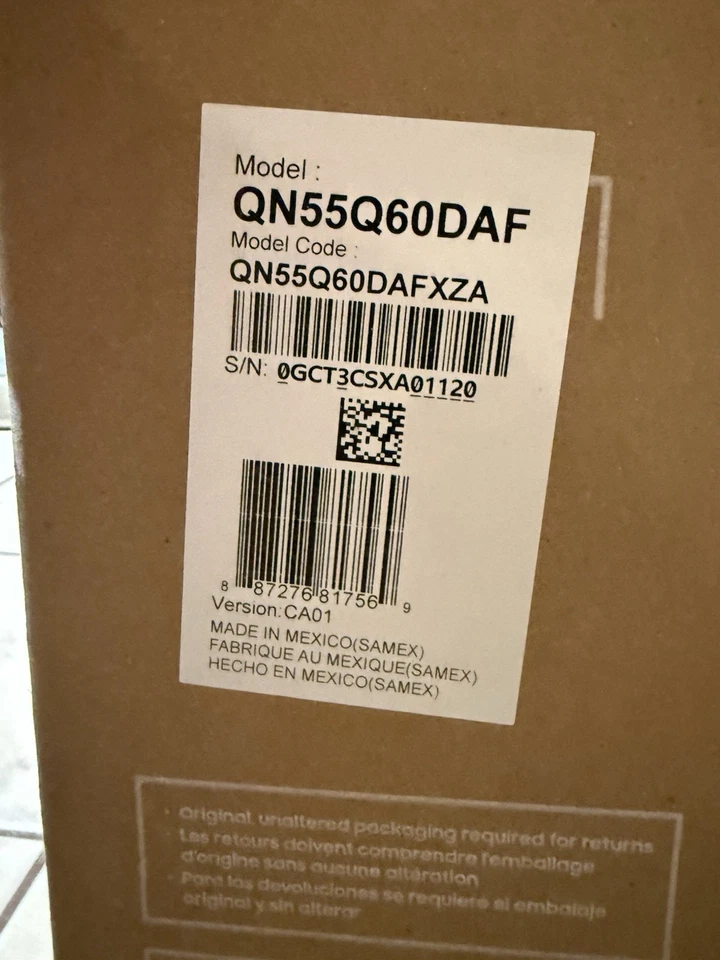 Model :
QN55Q60DAF
Model Code :
QN55Q60DAFXZA
S/N: 0GCT3CSXA01120
8 87276 81756 9
Version:CA01
MADE IN MEXICO(SAMEX)
FABRIQUE AU MEXIQUE(SAMEX)
HECHO EN MEXICO(SAMEX)
• Original, unaltered packaging required for returns
• Les retours doivent comprendre l'emballage
d'origine sans aucune altération
• Para las devoluciones se requiere el embalaje
original y sin alterar